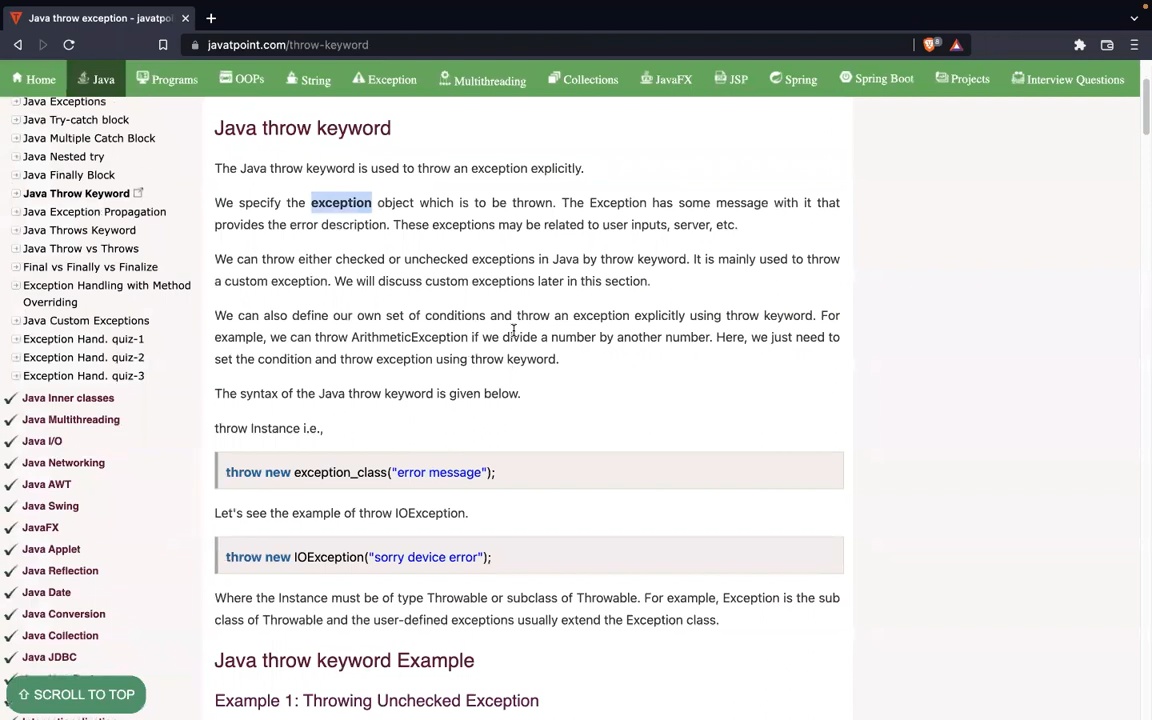 Java throw exception - javatpo
javatpoint.com/throw-keyword
8
Home Java Programs OOPs String Exception Multithreading Collections JavaFX JSP Spring Spring Boot Projects Interview Questions
Java Exceptions
Java Try-catch block
Java Multiple Catch Block
Java Nested try
Java Finally Block
Java Throw Keyword
Java Exception Propagation
Java Throws Keyword
Java Throw vs Throws
Final vs Finally vs Finalize
Exception Handling with Method
Overriding
Java Custom Exceptions
Exception Hand. quiz-1
Exception Hand. quiz-2
Exception Hand. quiz-3
Java Inner classes
Java Multithreading
Java I/O
Java Networking
Java AWT
Java Swing
JavaFX
Java Applet
Java Reflection
Java Date
Java Conversion
Java Collection
Java JDBC
SCROLL TO TOP
Java throw keyword
The Java throw keyword is used to throw an exception explicitly.
We specify the exception object which is to be thrown. The Exception has some message with it that
provides the error description. These exceptions may be related to user inputs, server, etc.
We can throw either checked or unchecked exceptions in Java by throw keyword. It is mainly used to throw
a custom exception. We will discuss custom exceptions later in this section.
We can also define our own set of conditions and throw an exception explicitly using throw keyword. For
example, we can throw ArithmeticException if we divide a number by another number. Here, we just need to
set the condition and throw exception using throw keyword.
The syntax of the Java throw keyword is given below.
throw Instance i.e.,
throw new exception_class("error message");
Let's see the example of throw IOException.
throw new IOException("sorry device error");
Where the Instance must be of type Throwable or subclass of Throwable. For example, Exception is the sub
class of Throwable and the user-defined exceptions usually extend the Exception class.
Java throw keyword Example
Example 1: Throwing Unchecked Exception